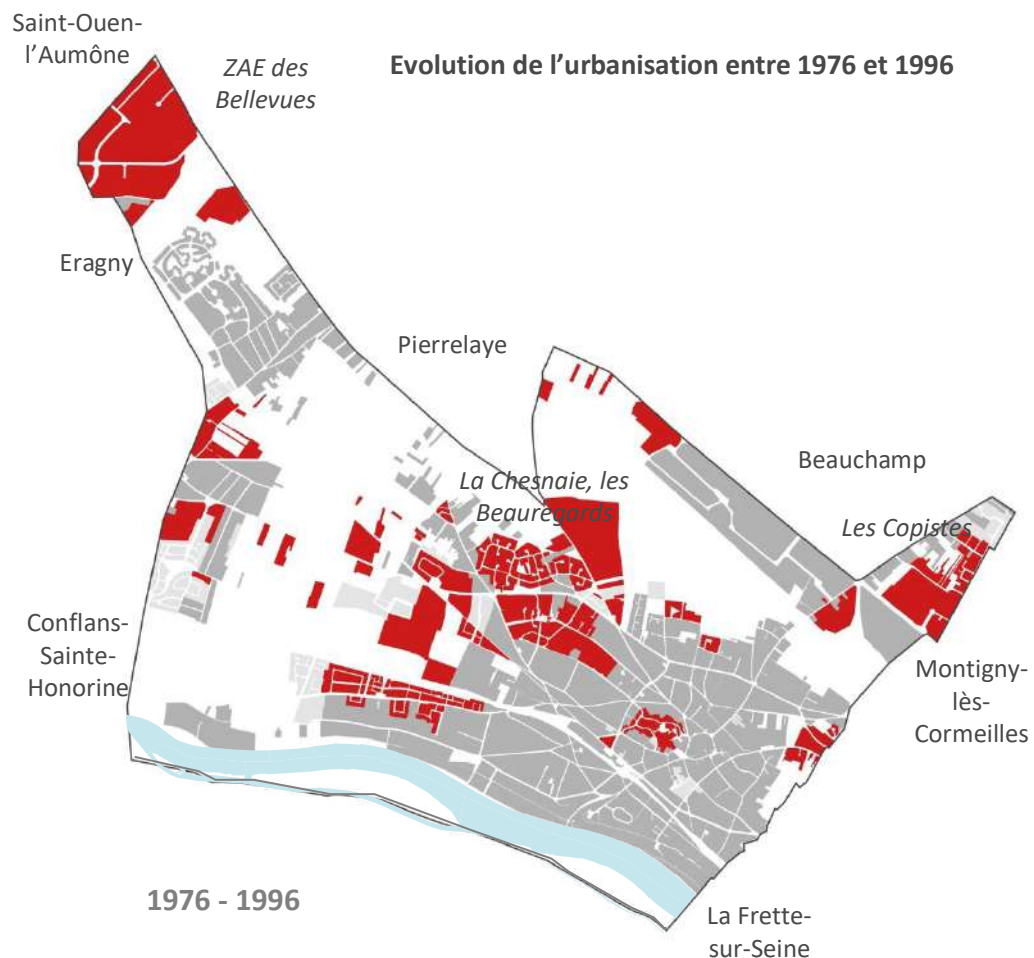 Saint-Ouen-
l'Aumône
ZAE des
Bellevues
Evolution de l'urbanisation entre 1976 et 1996
Eragny
Pierrelaye
Beauchamp
La Chesnaie, les
Beauregards
Les Copistes
Conflans-
Sainte-
Honorine
Montigny-
lès-
Cormeilles
1976 - 1996
La Frette-
sur-Seine